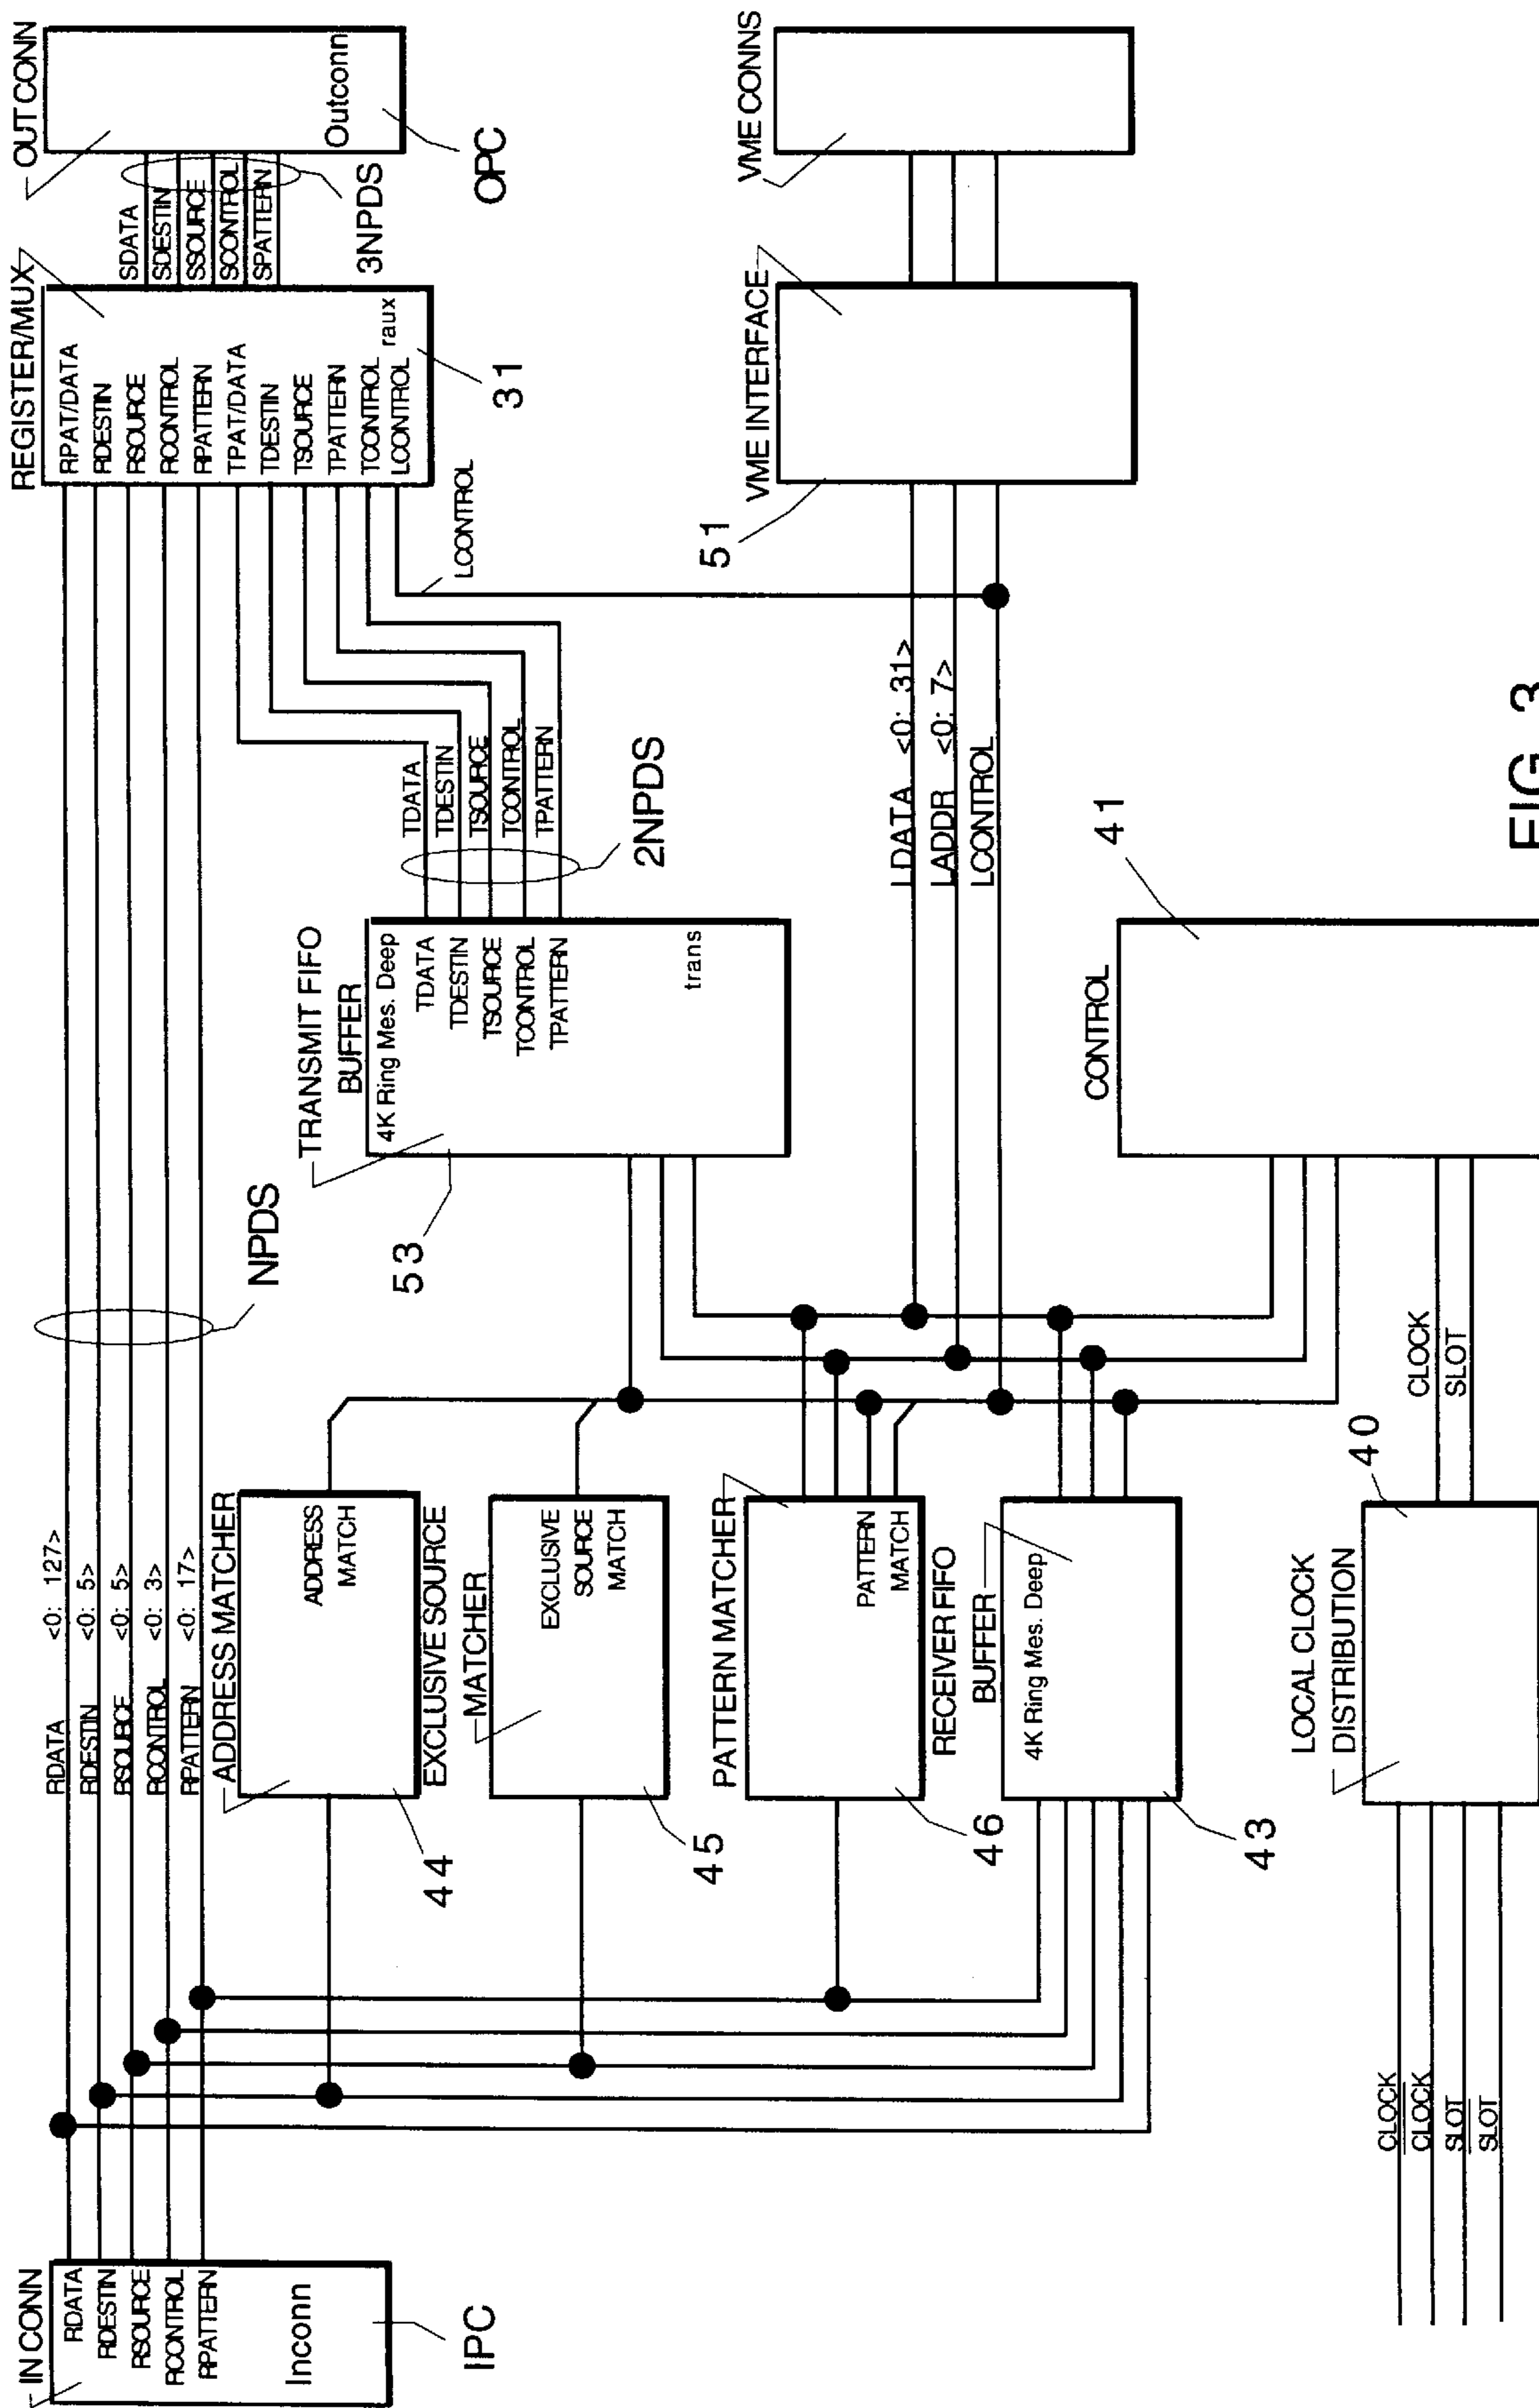 IN CONN
RDATA
RDESTIN
RSOURCE
RCONTROL
RPATTERN
Inconn
IPC
RDATA <0: 127>
RDESTIN <0: 5>
RSOURCE <0: 5>
RCONTROL <0: 3>
RPATTERN <0: 17>
NPDS
REGISTER/MUX
RPAT/DATA
RDESTIN
RSOURCE
RCONTROL
RPATTERN
TPAT/DATA
TDESTIN
TSOURCE
TPATTERN
TCONTROL
LCONTROL raux
31
LCONTROL
OUT CONN
SDATA
SDESTIN
SSOURCE
SCONTROL
SPATTERN
3NPDS
Outconn
OPC
ADDRESS MATCHER
ADDRESS
MATCH
44
EXCLUSIVE SOURCE
MATCHER
EXCLUSIVE
SOURCE
MATCH
45
PATTERN MATCHER
PATTERN
MATCH
46
RECEIVER FIFO
BUFFER
4K Ring Mes. Deep
43
TRANSMIT FIFO
BUFFER
4K Ring Mes. Deep
TDATA
TDESTIN
TSOURCE
TCONTROL
TPATTERN
trans
53
TDATA
TDESTIN
TSOURCE
TCONTROL
TPATTERN
2NPDS
LDATA <0: 31>
LADDR <0: 7>
LCONTROL
VME INTERFACE
51
VME CONNS
CONTROL
41
LOCAL CLOCK
DISTRIBUTION
40
CLOCK
SLOT
CLOCK
CLOCK
SLOT
SLOT
FIG. 3